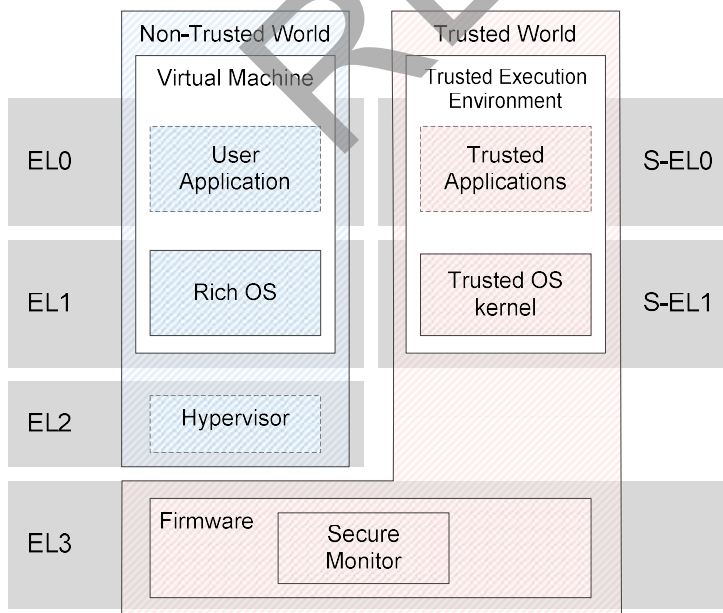 Non-Trusted World
Trusted World
Virtual Machine
Trusted Execution
Environment
EL0
User
Application
Trusted
Applications
S-EL0
EL1
Rich OS
Trusted OS
kernel
S-EL1
EL2
Hypervisor
EL3
Firmware
Secure
Monitor